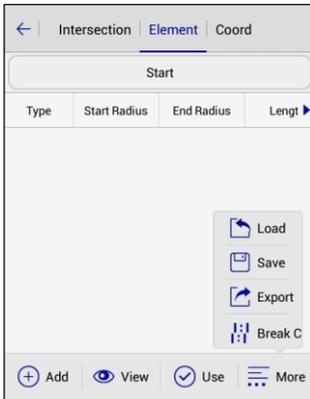 Intersection Element Coord
Start
Type Start Radius End Radius Lengt
Load
Save
Export
Break C
Add View Use More